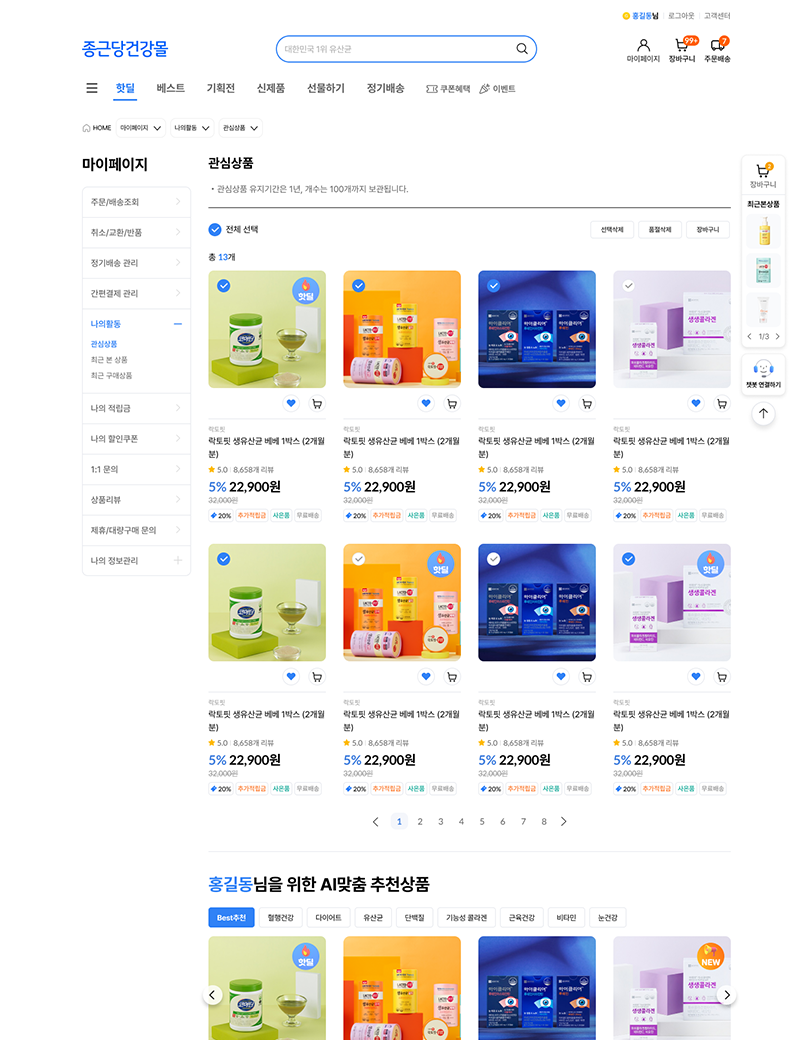 홍길동님 로그아웃 고객센터
종근당건강몰
대한민국 1위 유산균
99+
7
마이페이지 장바구니 주문배송
핫딜 베스트 기획전 신제품 선물하기 정기배송 쿠폰혜택 이벤트
HOME 마이페이지 나의활동 관심상품
마이페이지
주문/배송조회
취소/교환/반품
정기배송 관리
간편결제 관리
나의활동
관심상품
최근 본 상품
최근 구매상품
나의 적립금
나의 할인쿠폰
1:1 문의
상품리뷰
제휴/대량구매 문의
나의 정보관리
관심상품
• 관심상품 유지기간은 1년, 개수는 100개까지 보관됩니다.
전체 선택
선택삭제 품절삭제 장바구니
총 13개
핫딜
아이클리어
생생콜라겐
락토핏 락토핏 락토핏 락토핏
락토핏 생유산균 베베 1박스 (2개월분) 락토핏 생유산균 베베 1박스 (2개월분) 락토핏 생유산균 베베 1박스 (2개월분) 락토핏 생유산균 베베 1박스 (2개월분)
5.0 8,658개 리뷰 5.0 8,658개 리뷰 5.0 8,658개 리뷰 5.0 8,658개 리뷰
5% 22,900원 5% 22,900원 5% 22,900원 5% 22,900원
32,000원 32,000원 32,000원 32,000원
20% 추가적립금 사은품 무료배송 20% 추가적립금 사은품 무료배송 20% 추가적립금 사은품 무료배송 20% 추가적립금 사은품 무료배송
핫딜 핫딜
아이클리어
생생콜라겐
락토핏 락토핏 락토핏 락토핏
락토핏 생유산균 베베 1박스 (2개월분) 락토핏 생유산균 베베 1박스 (2개월분) 락토핏 생유산균 베베 1박스 (2개월분) 락토핏 생유산균 베베 1박스 (2개월분)
5.0 8,658개 리뷰 5.0 8,658개 리뷰 5.0 8,658개 리뷰 5.0 8,658개 리뷰
5% 22,900원 5% 22,900원 5% 22,900원 5% 22,900원
32,000원 32,000원 32,000원 32,000원
20% 추가적립금 사은품 무료배송 20% 추가적립금 사은품 무료배송 20% 추가적립금 사은품 무료배송 20% 추가적립금 사은품 무료배송
1 2 3 4 5 6 7 8
홍길동님을 위한 AI맞춤 추천상품
Best추천 혈행건강 다이어트 유산균 단백질 기능성 콜라겐 근육건강 비타민 눈건강
핫딜 NEW
아이클리어
생생콜라겐
장바구니
최근본상품
1/3
챗봇 연결하기